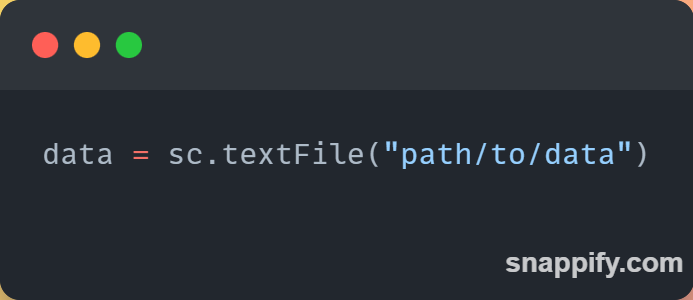 data = sc.textFile("path/to/data")
snappify.com